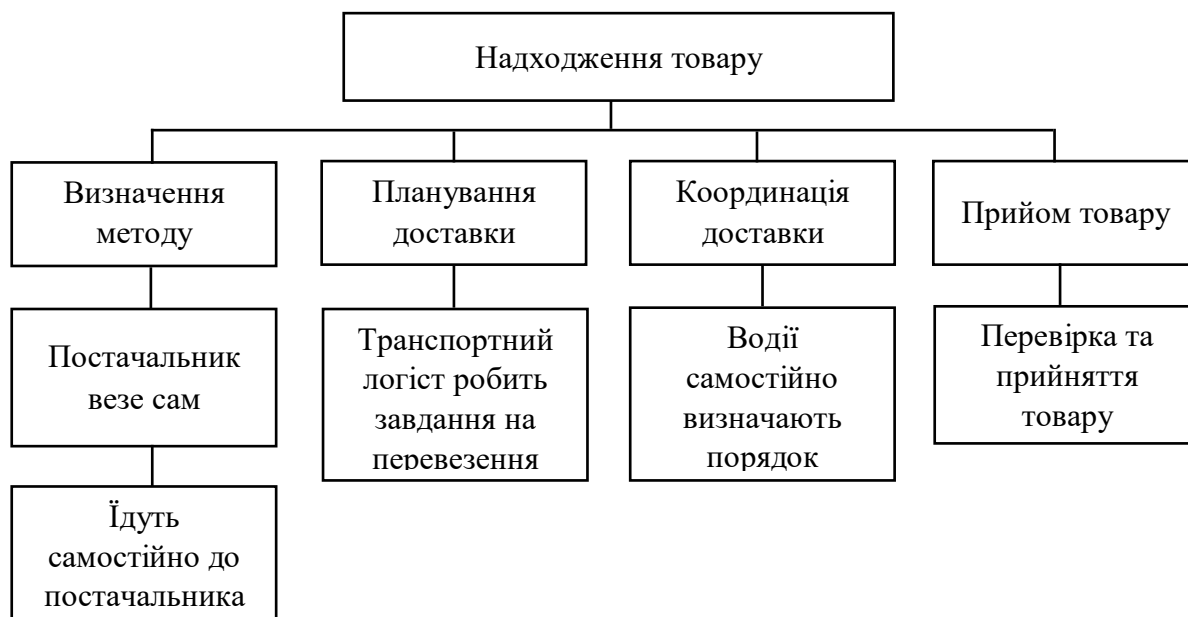 Надходження товару
Визначення
методу
Планування
доставки
Координація
доставки
Прийом товару
Постачальник
везе сам
Транспортний
логіст робить
завдання на
перевезення
Водії
самостійно
визначають
порядок
Перевірка та
прийняття
товару
Їдуть
самостійно до
постачальника